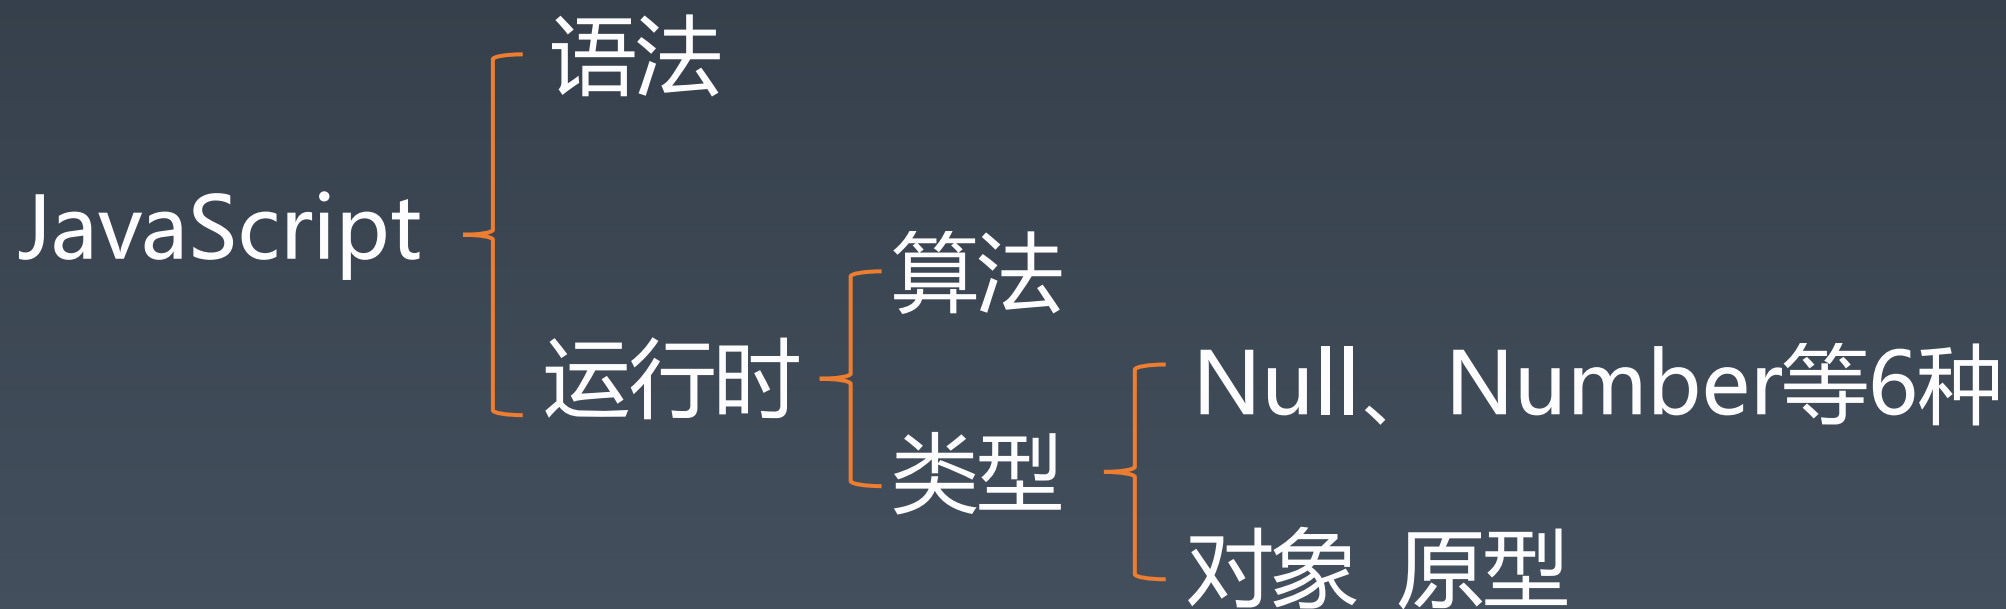 语法
JavaScript
算法
运行时
Null、Number等6种
类型
对象 原型